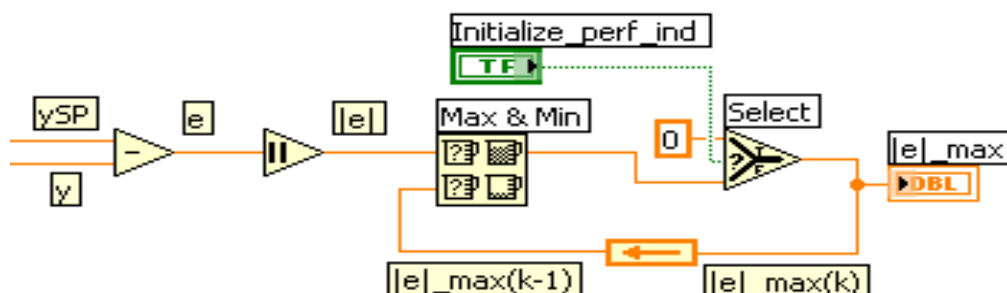 Initialize_perf_ind
TF
ySP
e
|e|
Max & Min
Select
0
|e|_max
y
?
?
?
T
F
DBL
|e|_max(k-1)
|e|_max(k)